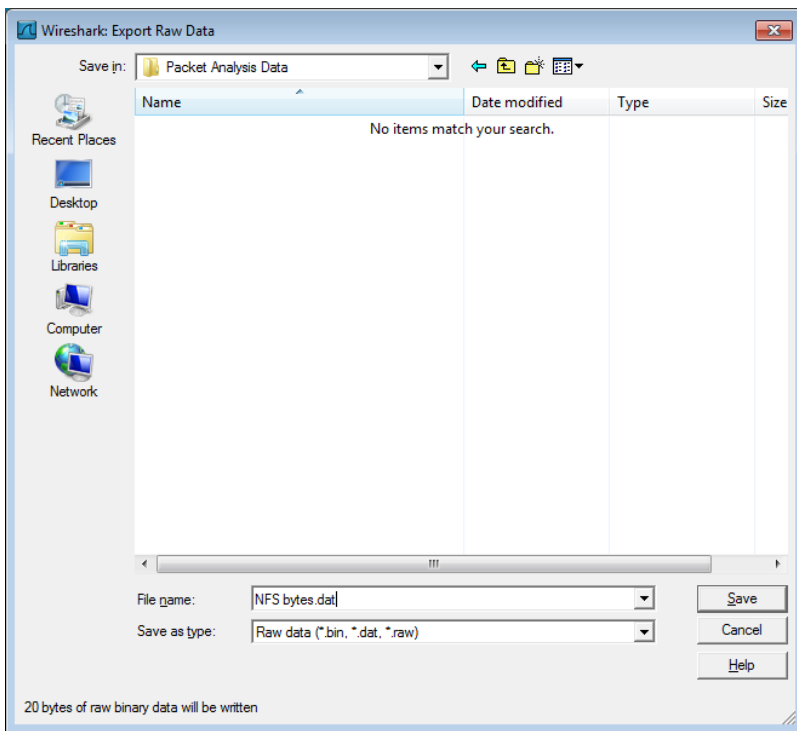 Wireshark: Export Raw Data
Save in: Packet Analysis Data
Name Date modified Type Size
No items match your search.
Recent Places
Desktop
Libraries
Computer
Network
File name: NFS bytes.dat Save
Save as type: Raw data (*.bin, *.dat, *.raw) Cancel
Help
20 bytes of raw binary data will be written